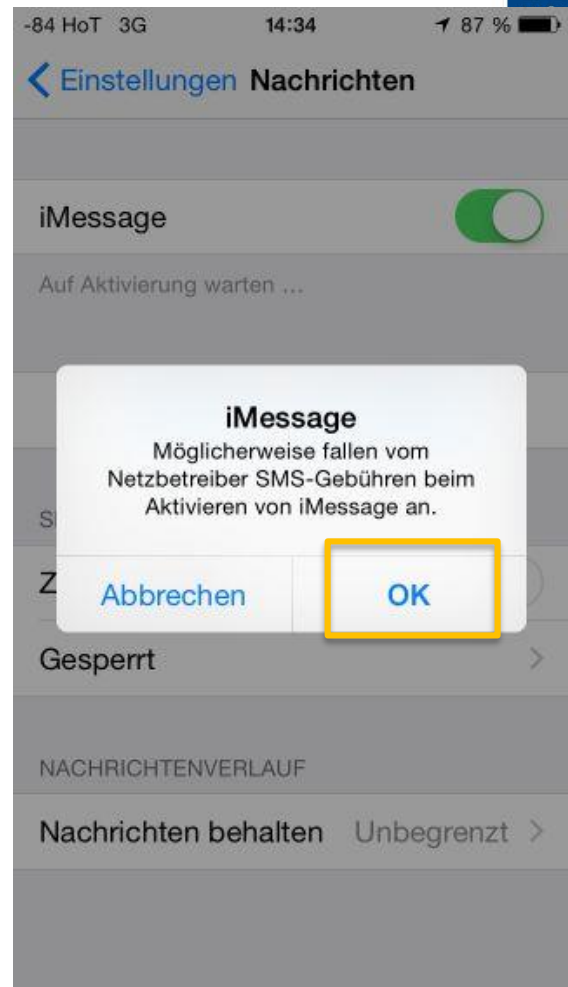 -84 HoT 3G 14:34 87 %
Einstellungen Nachrichten
iMessage
Auf Aktivierung warten ...
iMessage
Möglicherweise fallen vom
Netzbetreiber SMS-Gebühren beim
Aktivieren von iMessage an.
S
Z
Abbrechen OK
Gesperrt
NACHRICHTENVERLAUF
Nachrichten behalten Unbegrenzt